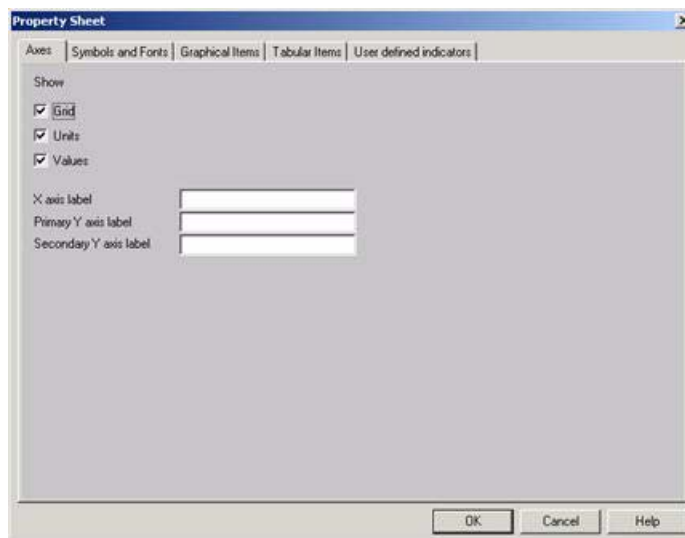 Property Sheet
Axes Symbols and Fonts Graphical Items Tabular Items User defined indicators
Show
Grid
Units
Values
X axis label
Primary Y axis label
Secondary Y axis label
OK Cancel Help